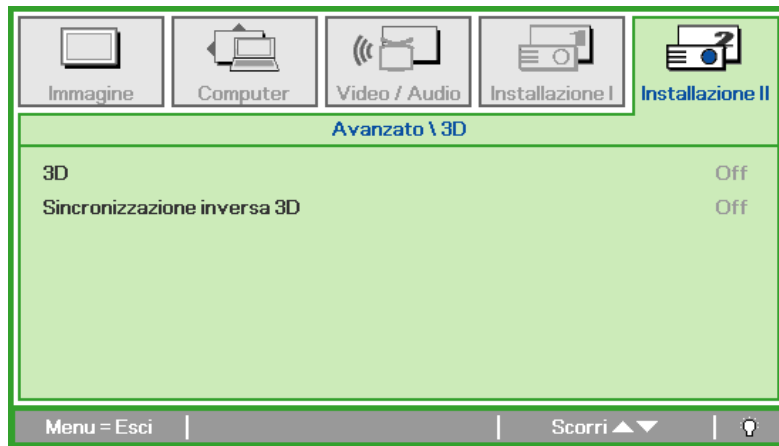 Immagine
Computer
Video / Audio
Installazione I
Installazione II
Avanzato \ 3D
3D Off
Sincronizzazione inversa 3D Off
Menu = Esci | Scorri ▲▼ |